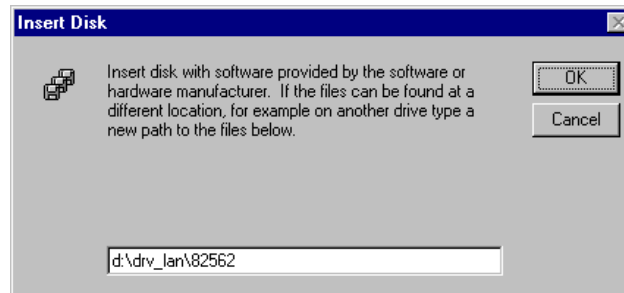 Insert Disk
Insert disk with software provided by the software or
hardware manufacturer. If the files can be found at a
different location, for example on another drive type a
new path to the files below.
OK
Cancel
d:\drv_lan\82562